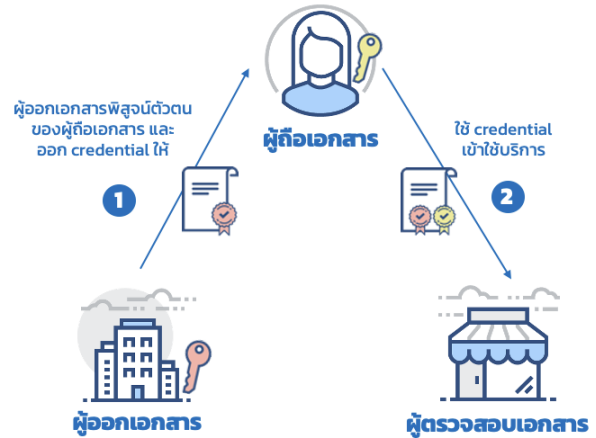 ผู้ออกเอกสารพิสูจน์ตัวตน
ของผู้ถือเอกสาร และ
ออก credential ให้
1
ผู้ถือเอกสาร
ใช้ credential
เข้าใช้บริการ
2
ผู้ออกเอกสาร
ผู้ตรวจสอบเอกสาร